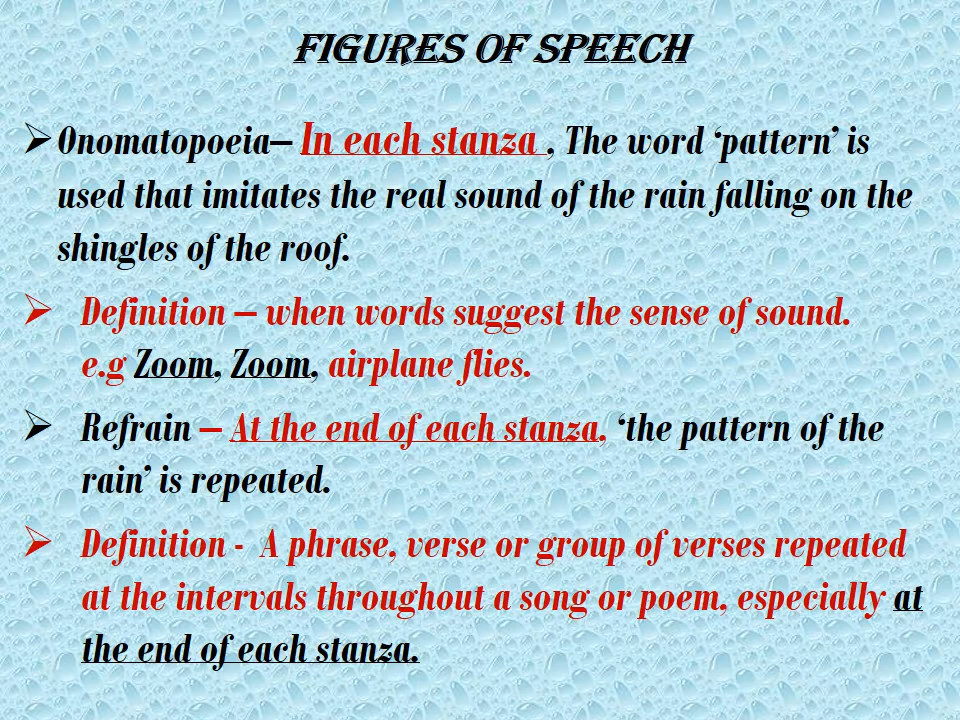 FIGURES OF SPEECH
➢ Onomatopoeia– In each stanza , The word ‘pattern’ is
used that imitates the real sound of the rain falling on the
shingles of the roof.
➢ Definition – when words suggest the sense of sound.
e.g Zoom, Zoom, airplane flies.
➢ Refrain – At the end of each stanza, ‘the pattern of the
rain’ is repeated.
➢ Definition - A phrase, verse or group of verses repeated
at the intervals throughout a song or poem, especially at
the end of each stanza.